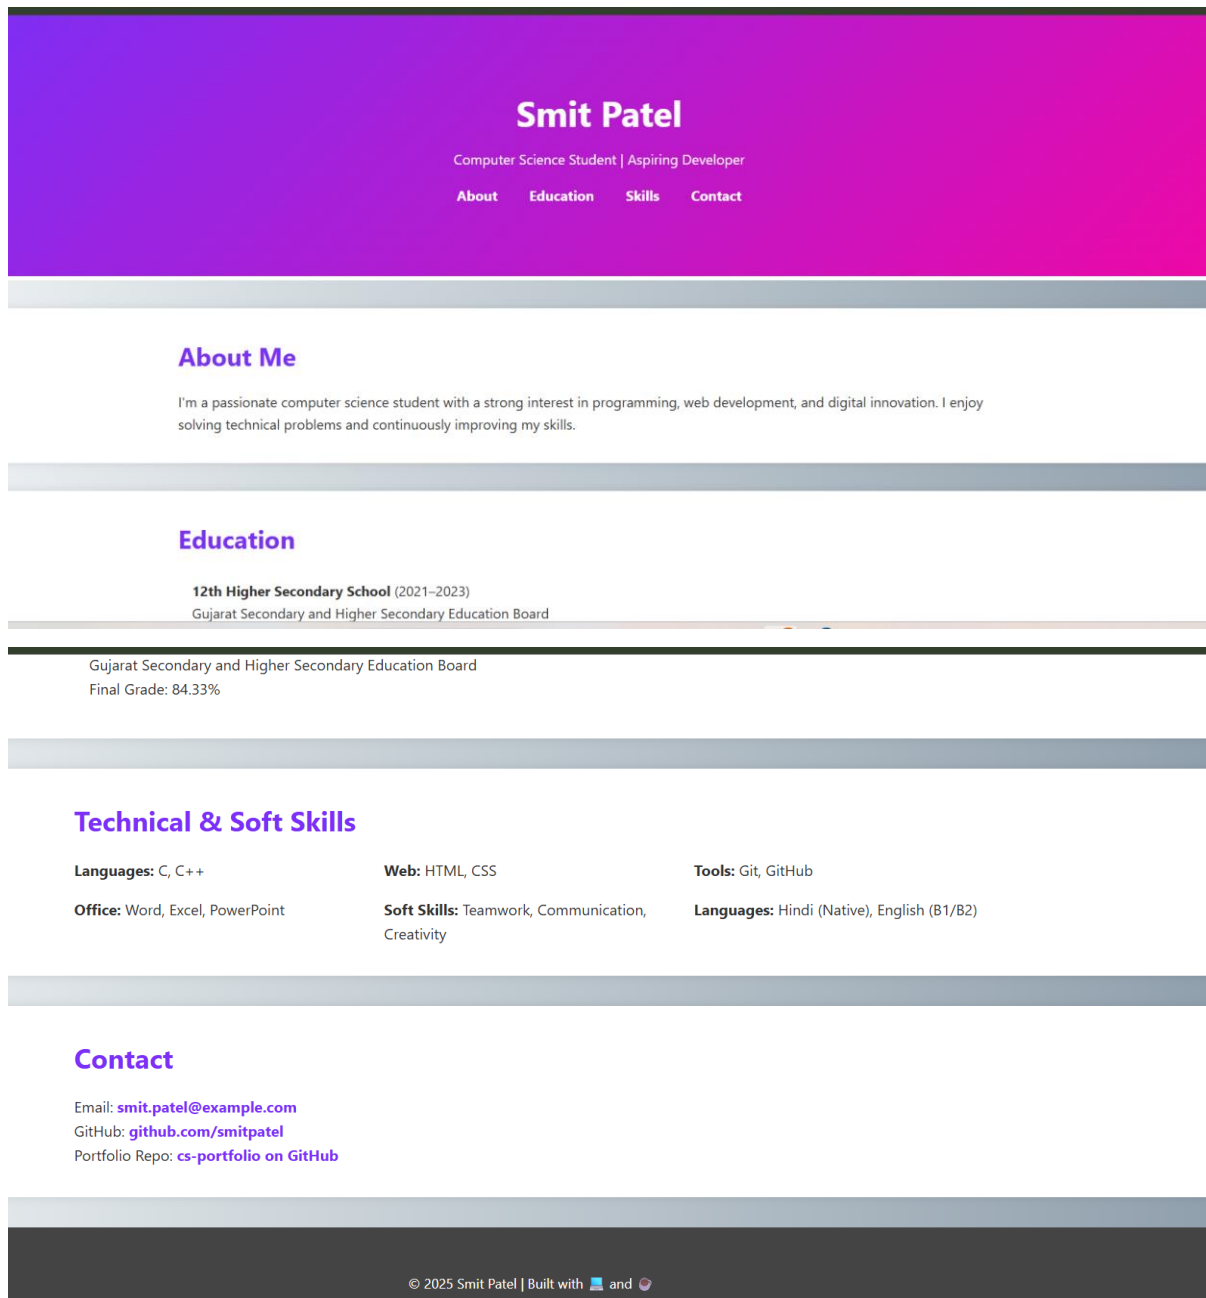 Smit Patel
Computer Science Student | Aspiring Developer
About Education Skills Contact
About Me
I'm a passionate computer science student with a strong interest in programming, web development, and digital innovation. I enjoy
solving technical problems and continuously improving my skills.
Education
12th Higher Secondary School (2021–2023)
Gujarat Secondary and Higher Secondary Education Board
Gujarat Secondary and Higher Secondary Education Board
Final Grade: 84.33%
Technical & Soft Skills
Languages: C, C++ Web: HTML, CSS Tools: Git, GitHub
Office: Word, Excel, PowerPoint Soft Skills: Teamwork, Communication, Languages: Hindi (Native), English (B1/B2)
Creativity
Contact
Email: smit.patel@example.com
GitHub: github.com/smitpatel
Portfolio Repo: cs-portfolio on GitHub
© 2025 Smit Patel | Built with 💻 and ☕